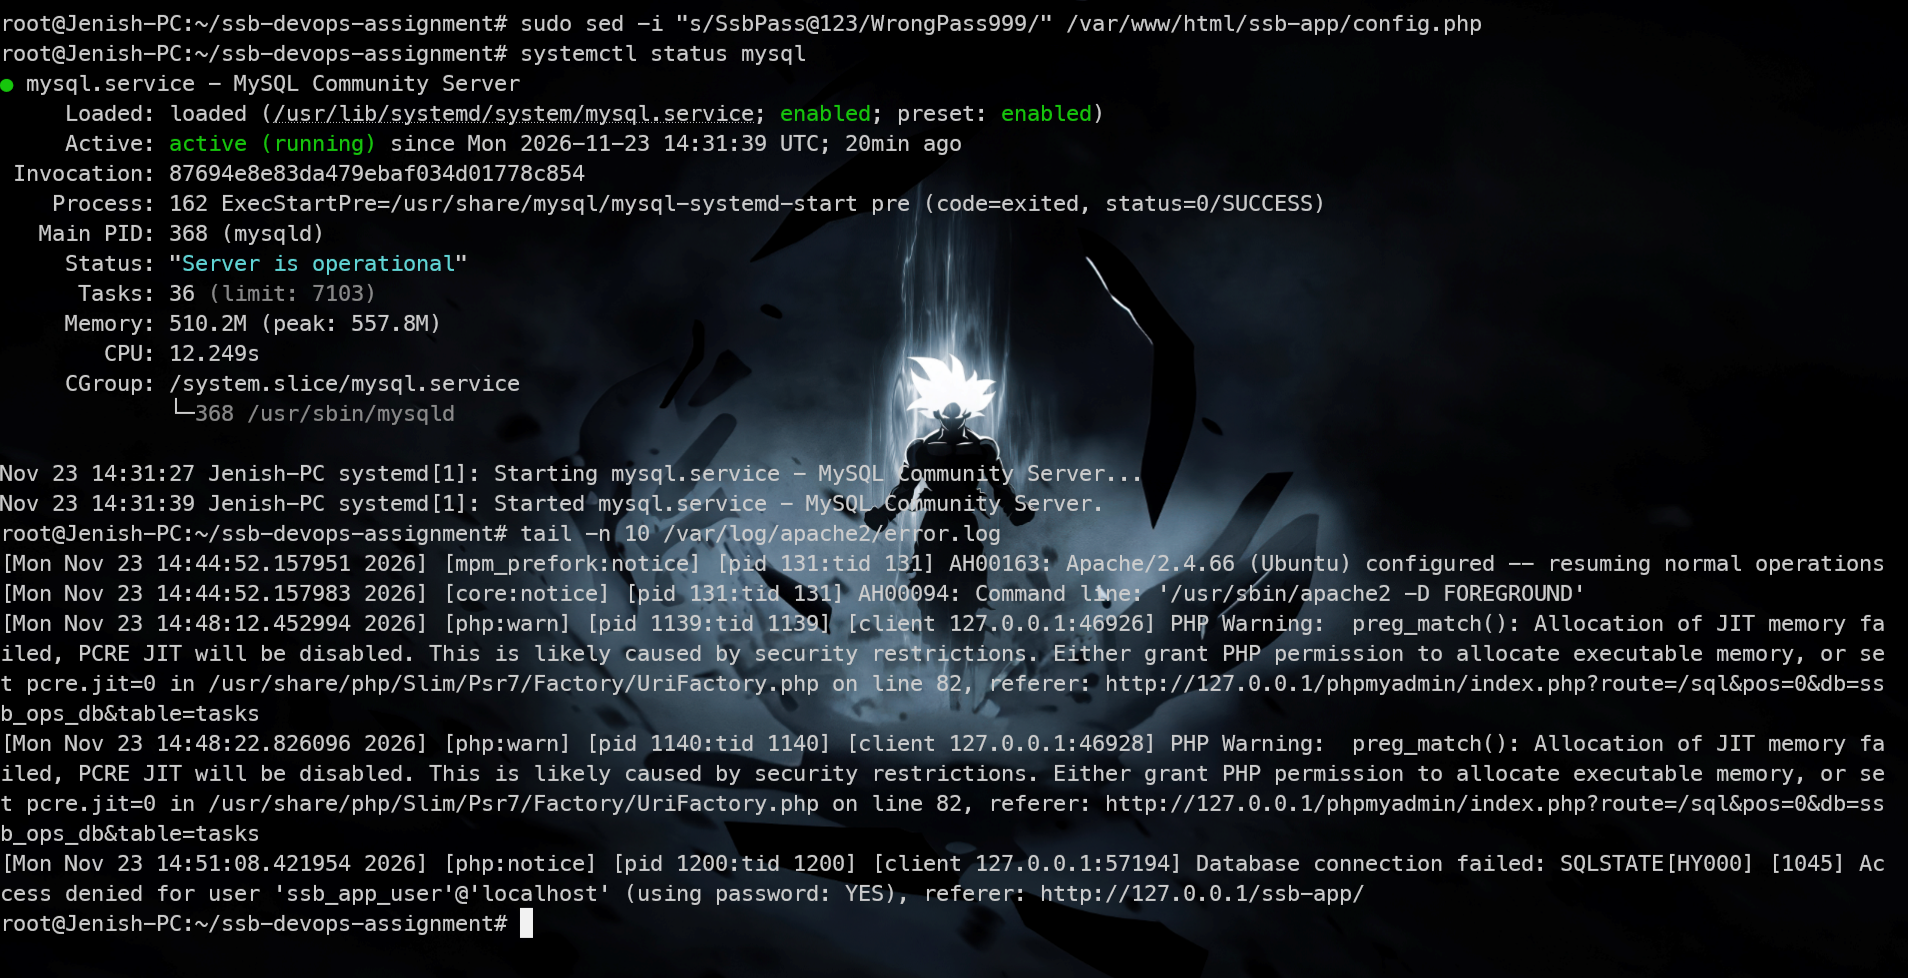 root@Jenish-PC:~/ssb-devops-assignment# sudo sed -i "s/SsbPass@123/WrongPass999/" /var/www/html/ssb-app/config.php
root@Jenish-PC:~/ssb-devops-assignment# systemctl status mysql
● mysql.service - MySQL Community Server
Loaded: loaded (/usr/lib/systemd/system/mysql.service; enabled; preset: enabled)
Active: active (running) since Mon 2026-11-23 14:31:39 UTC; 20min ago
Invocation: 87694e8e83da479ebaf034d01778c854
Process: 162 ExecStartPre=/usr/share/mysql/mysql-systemd-start pre (code=exited, status=0/SUCCESS)
Main PID: 368 (mysqld)
Status: "Server is operational"
Tasks: 36 (limit: 7103)
Memory: 510.2M (peak: 557.8M)
CPU: 12.249s
CGroup: /system.slice/mysql.service
└─368 /usr/sbin/mysqld
Nov 23 14:31:27 Jenish-PC systemd[1]: Starting mysql.service - MySQL Community Server...
Nov 23 14:31:39 Jenish-PC systemd[1]: Started mysql.service - MySQL Community Server.
root@Jenish-PC:~/ssb-devops-assignment# tail -n 10 /var/log/apache2/error.log
[Mon Nov 23 14:44:52.157951 2026] [mpm_prefork:notice] [pid 131:tid 131] AH00163: Apache/2.4.66 (Ubuntu) configured -- resuming normal operations
[Mon Nov 23 14:44:52.157983 2026] [core:notice] [pid 131:tid 131] AH00094: Command line: '/usr/sbin/apache2 -D FOREGROUND'
[Mon Nov 23 14:48:12.452994 2026] [php:warn] [pid 1139:tid 1139] [client 127.0.0.1:46926] PHP Warning:  preg_match(): Allocation of JIT memory fa
iled, PCRE JIT will be disabled. This is likely caused by security restrictions. Either grant PHP permission to allocate executable memory, or se
t pcre.jit=0 in /usr/share/php/Slim/Psr7/Factory/UriFactory.php on line 82, referer: http://127.0.0.1/phpmyadmin/index.php?route=/sql&pos=0&db=ss
b_ops_db&table=tasks
[Mon Nov 23 14:48:22.826096 2026] [php:warn] [pid 1140:tid 1140] [client 127.0.0.1:46928] PHP Warning:  preg_match(): Allocation of JIT memory fa
iled, PCRE JIT will be disabled. This is likely caused by security restrictions. Either grant PHP permission to allocate executable memory, or se
t pcre.jit=0 in /usr/share/php/Slim/Psr7/Factory/UriFactory.php on line 82, referer: http://127.0.0.1/phpmyadmin/index.php?route=/sql&pos=0&db=ss
b_ops_db&table=tasks
[Mon Nov 23 14:51:08.421954 2026] [php:notice] [pid 1200:tid 1200] [client 127.0.0.1:57194] Database connection failed: SQLSTATE[HY000] [1045] Ac
cess denied for user 'ssb_app_user'@'localhost' (using password: YES), referer: http://127.0.0.1/ssb-app/
root@Jenish-PC:~/ssb-devops-assignment#